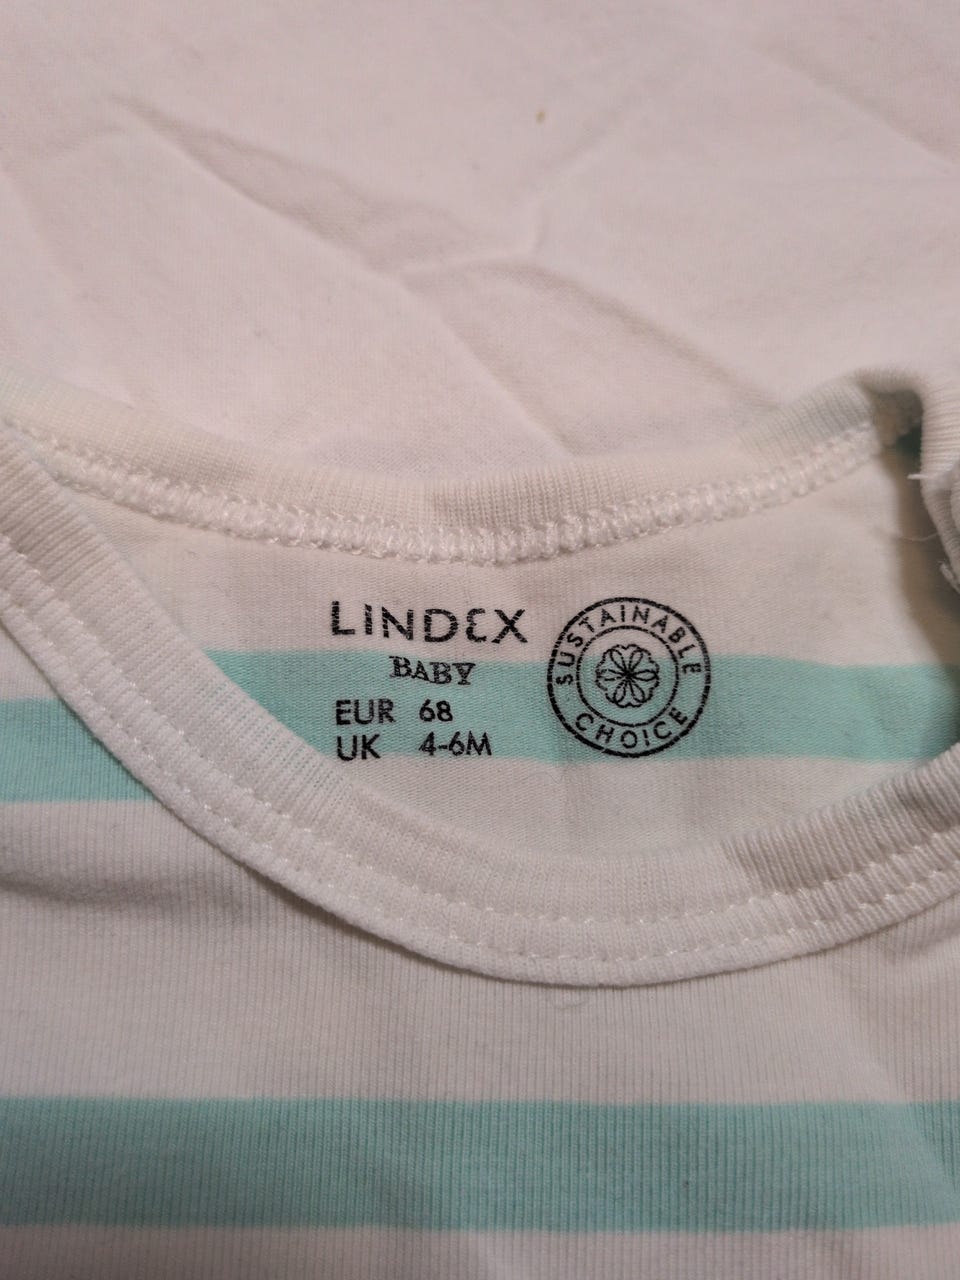 LINDEX
BABY
EUR 68
UK 4-6M
SUSTAINABLE
CHOICE